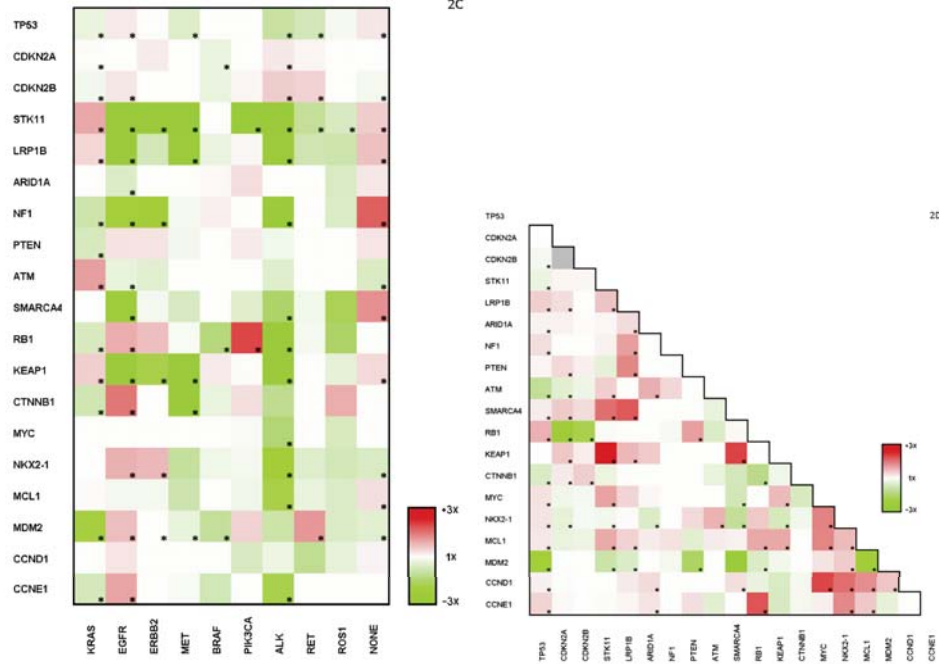 2C
TP53
CDKN2A
CDKN2B
STK11
LRP1B
ARID1A
NF1
PTEN
ATM
SMARCA4
RB1
KEAP1
CTNNB1
MYC
NKX2-1
MCL1
MDM2
CCND1
CCNE1
+3X
1X
-3X
KRAS
EGFR
ERBB2
MET
BRAF
PIK3CA
ALK
RET
ROS1
NONE
2D
TP53
CDKN2A
CDKN2B
STK11
LRP1B
ARID1A
NF1
PTEN
ATM
SMARCA4
RB1
KEAP1
CTNNB1
MYC
NKX2-1
MCL1
MDM2
CCND1
CCNE1
+3X
1X
-3X
TP53
CDKN2A
CDKN2B
STK11
LRP1B
ARID1A
NF1
PTEN
ATM
SMARCA4
RB1
KEAP1
CTNNB1
MYC
NKX2-1
MCL1
MDM2
CCND1
CCNE1